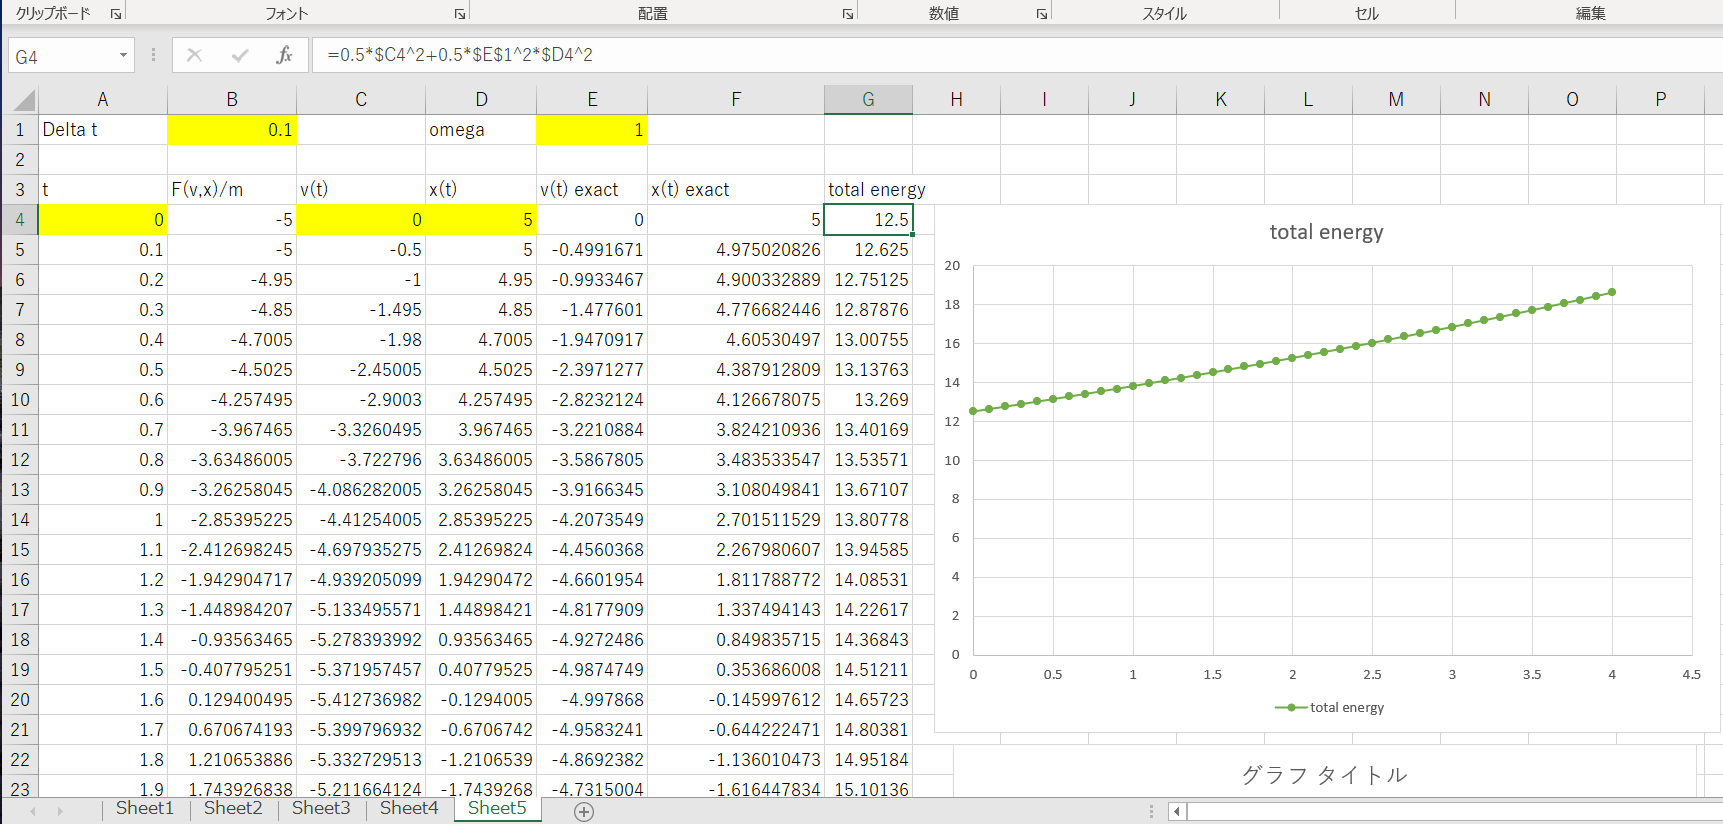 クリップボード フォント 配置 数値 スタイル セル 編集
G4 fx =0.5*$C4^2+0.5*$E$1^2*$D4^2
A B C D E F G H I J K L M N O P
1 Delta t 0.1 omega 1
2
3 t F(v,x)/m v(t) x(t) v(t) exact x(t) exact total energy
4 0 -5 0 5 0 5 12.5
5 0.1 -5 -0.5 5 -0.4991671 4.975020826 12.625
6 0.2 -4.95 -1 4.95 -0.9933467 4.900332889 12.75125
7 0.3 -4.85 -1.495 4.85 -1.477601 4.776682446 12.87876
8 0.4 -4.7005 -1.98 4.7005 -1.9470917 4.60530497 13.00755
9 0.5 -4.5025 -2.45005 4.5025 -2.3971277 4.387912809 13.13763
10 0.6 -4.257495 -2.9003 4.257495 -2.8232124 4.126678075 13.269
11 0.7 -3.967465 -3.3260495 3.967465 -3.2210884 3.824210936 13.40169
12 0.8 -3.63486005 -3.722796 3.63486005 -3.5867805 3.483533547 13.53571
13 0.9 -3.26258045 -4.086282005 3.26258045 -3.9166345 3.108049841 13.67107
14 1 -2.85395225 -4.41254005 2.85395225 -4.2073549 2.701511529 13.80778
15 1.1 -2.412698245 -4.697935275 2.41269824 -4.4560368 2.267980607 13.94585
16 1.2 -1.942904717 -4.939205099 1.94290472 -4.6601954 1.811788772 14.08531
17 1.3 -1.448984207 -5.133495571 1.44898421 -4.8177909 1.337494143 14.22617
18 1.4 -0.93563465 -5.278393992 0.93563465 -4.9272486 0.849835715 14.36843
19 1.5 -0.407795251 -5.371957457 0.40779525 -4.9874749 0.353686008 14.51211
20 1.6 0.129400495 -5.412736982 -0.1294005 -4.997868 -0.145997612 14.65723
21 1.7 0.670674193 -5.399796932 -0.6706742 -4.9583241 -0.644222471 14.80381
22 1.8 1.210653886 -5.332729513 -1.2106539 -4.8692382 -1.136010473 14.95184
23 1.9 1.743926838 -5.211664124 -1.7439268 -4.7315004 -1.616447834 15.10136
total energy
20
18
16
14
12
10
8
6
4
2
0
0 0.5 1 1.5 2 2.5 3 3.5 4 4.5
total energy
グラフ タイトル
Sheet1 Sheet2 Sheet3 Sheet4 Sheet5